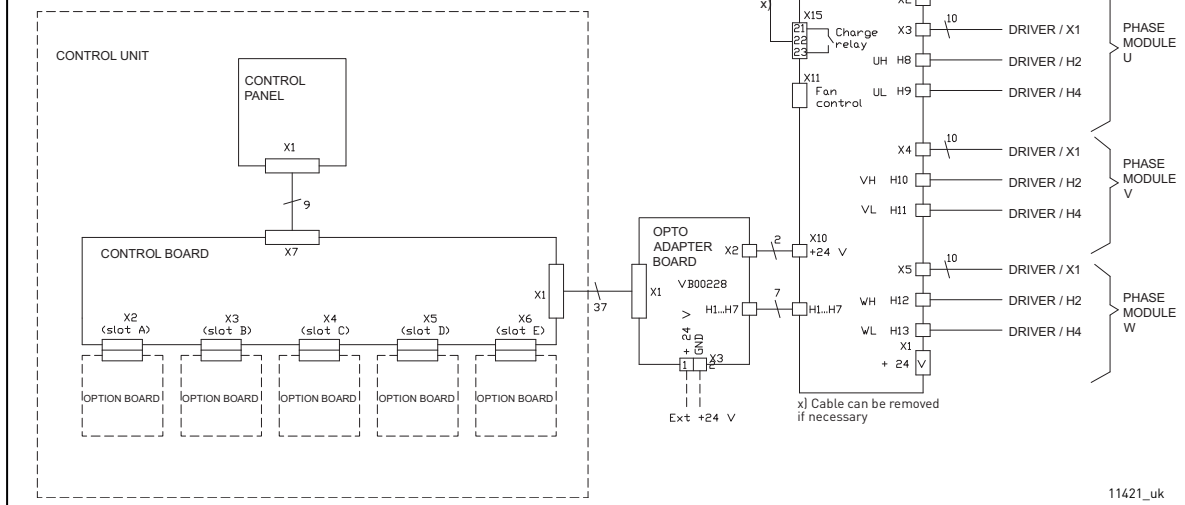 CONTROL UNIT
CONTROL
PANEL
X1
9
X7
CONTROL BOARD
X1
37
X2
(slot A)
X3
(slot B)
X4
(slot C)
X5
(slot D)
X6
(slot E)
OPTION BOARD
OPTION BOARD
OPTION BOARD
OPTION BOARD
OPTION BOARD
OPTO
ADAPTER
BOARD
VB00228
X1
X2
2
H1...H7
7
+ 24 V
GND
X3
1
2
Ext +24 V
x)
X15
21
22
23
Charge
relay
X11
Fan
control
X10
+24 V
H1...H7
X3
10
DRIVER / X1
UH H8
DRIVER / H2
UL H9
DRIVER / H4
PHASE
MODULE
U
X4
10
DRIVER / X1
VH H10
DRIVER / H2
VL H11
DRIVER / H4
PHASE
MODULE
V
X5
10
DRIVER / X1
WH H12
DRIVER / H2
WL H13
DRIVER / H4
PHASE
MODULE
W
X1
+ 24 V
x) Cable can be removed
if necessary
11421_uk